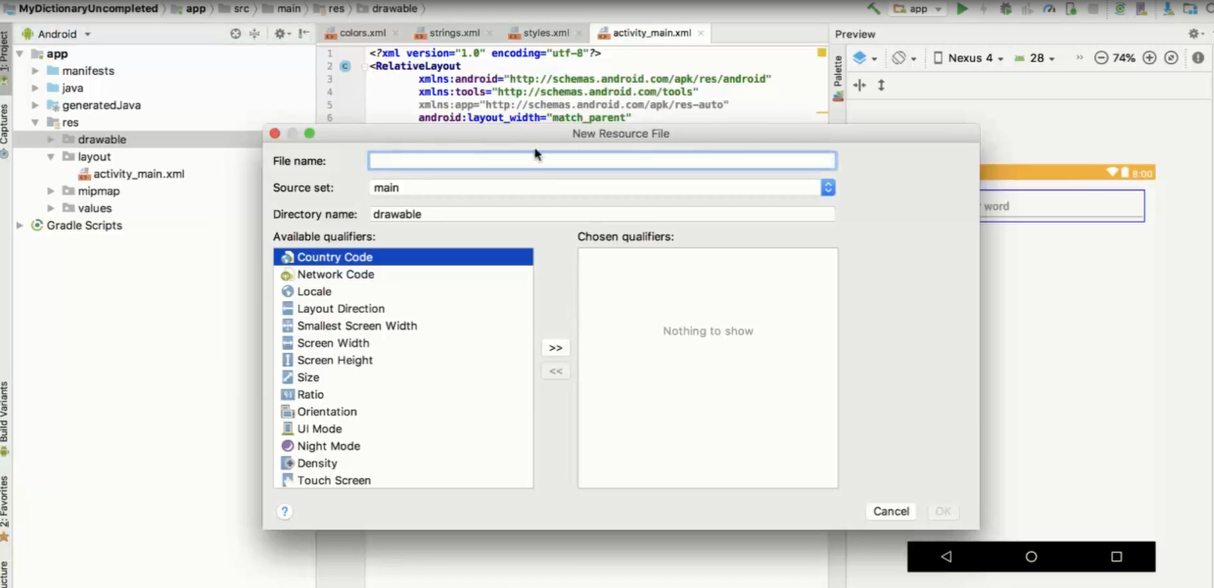 MyDictionaryUncompleted app src main res drawable
app
Android
colors.xml strings.xml styles.xml activity_main.xml
Preview
1: Project
Captures
Build Variants
2: Favorites
app
manifests
java
generatedJava
res
drawable
layout
activity_main.xml
mipmap
values
Gradle Scripts
1 <?xml version="1.0" encoding="utf-8"?>
2 <RelativeLayout
3 xmlns:android="http://schemas.android.com/apk/res/android"
4 xmlns:tools="http://schemas.android.com/tools"
5 xmlns:app="http://schemas.android.com/apk/res-auto"
6 android:layout_width="match_parent"
Palette
Nexus 4 28 74%
8:00
word
New Resource File
File name:
Source set: main
Directory name: drawable
Available qualifiers: Chosen qualifiers:
Country Code
Network Code
Locale
Layout Direction
Smallest Screen Width
Screen Width
Screen Height
Size
Ratio
Orientation
UI Mode
Night Mode
Density
Touch Screen
>>
<<
Nothing to show
?
Cancel OK